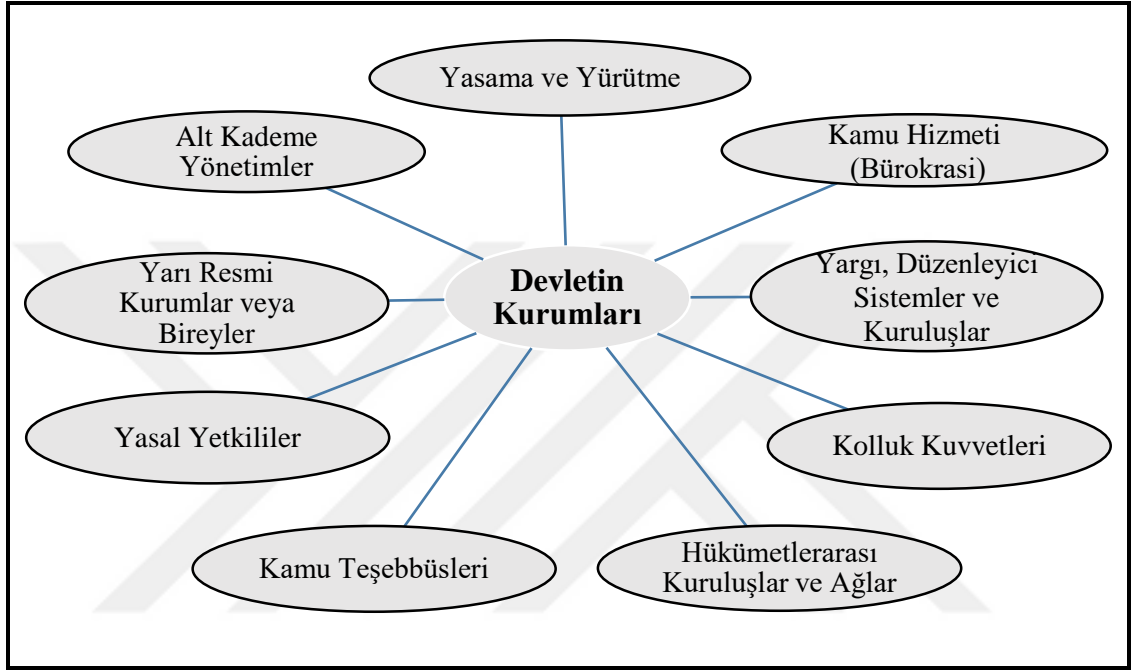 Yasama ve Yürütme
Alt Kademe
Yönetimler
Kamu Hizmeti
(Bürokrasi)
Yarı Resmi
Kurumlar veya
Bireyler
Devletin
Kurumları
Yargı, Düzenleyici
Sistemler ve
Kuruluşlar
Yasal Yetkililer
Kolluk Kuvvetleri
Kamu Teşebbüsleri
Hükümetlerarası
Kuruluşlar ve Ağlar